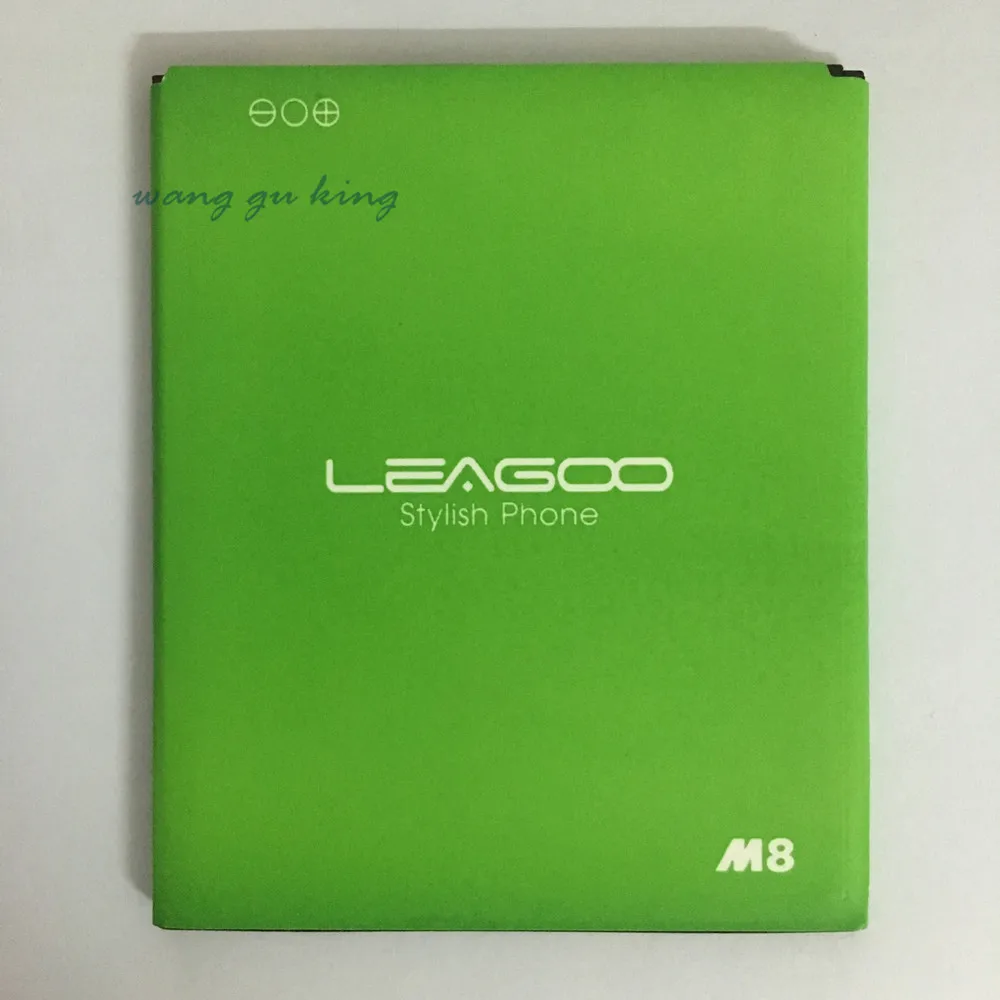 wang gu king
LEAGOO
Stylish Phone
M8